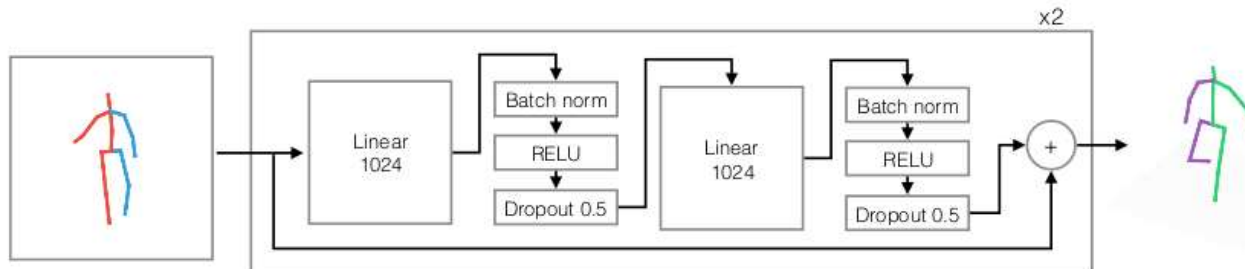 x2
Linear
1024
Batch norm
RELU
Dropout 0.5
Linear
1024
Batch norm
RELU
Dropout 0.5
+